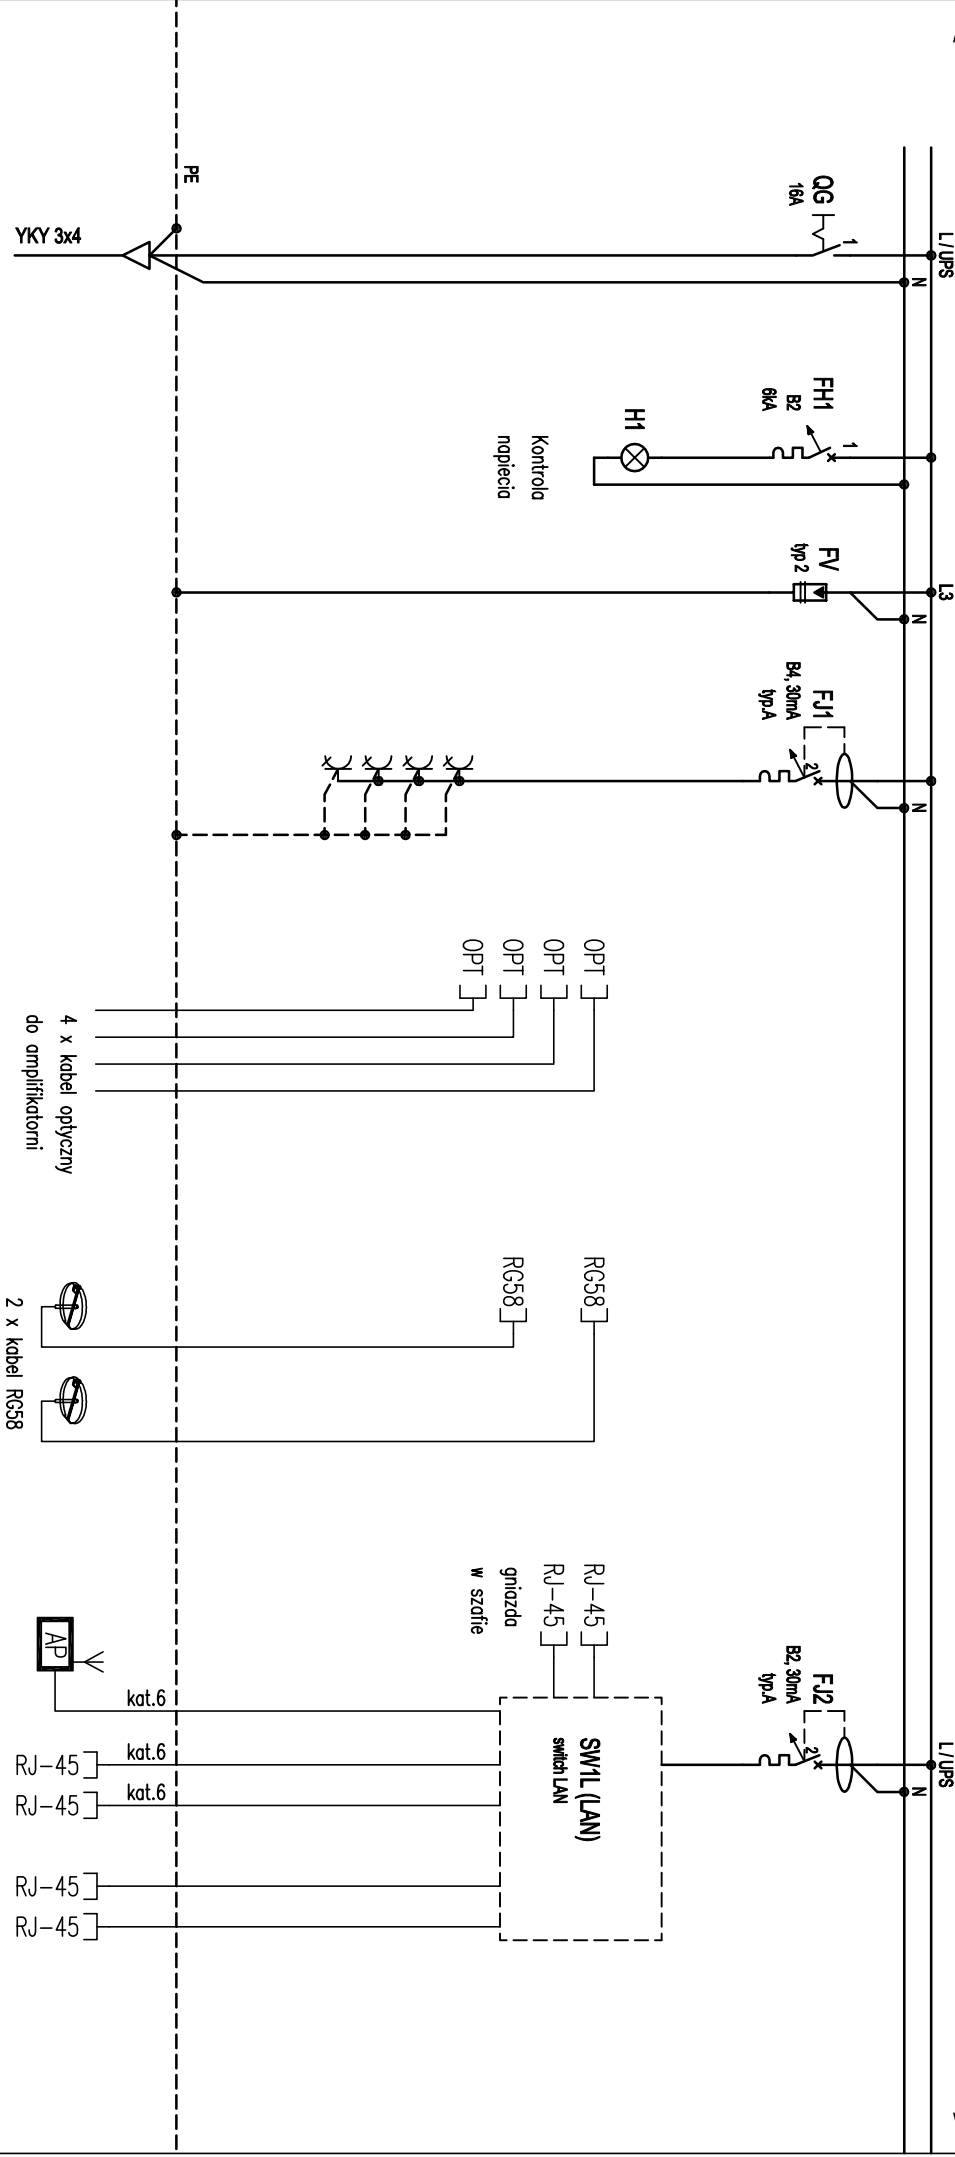 L / UPS
N
QG
16A
1
PE
YKY 3x4
FH1
B2
6kA
1
H1
Kontrola
napiecia
L3
N
FV
typ 2
N
FJ1
B4, 30mA
typ.A
2
OPT
OPT
OPT
OPT
4 x kabel optyczny
do amplifikatorni
RG58
RG58
2 x kabel RG58
L / UPS
N
FJ2
B2, 30mA
typ.A
2
RJ-45
RJ-45
gniazda
w szafie
SW1L (LAN)
switch LAN
AP
kat.6
kat.6
kat.6
RJ-45
RJ-45
RJ-45
RJ-45